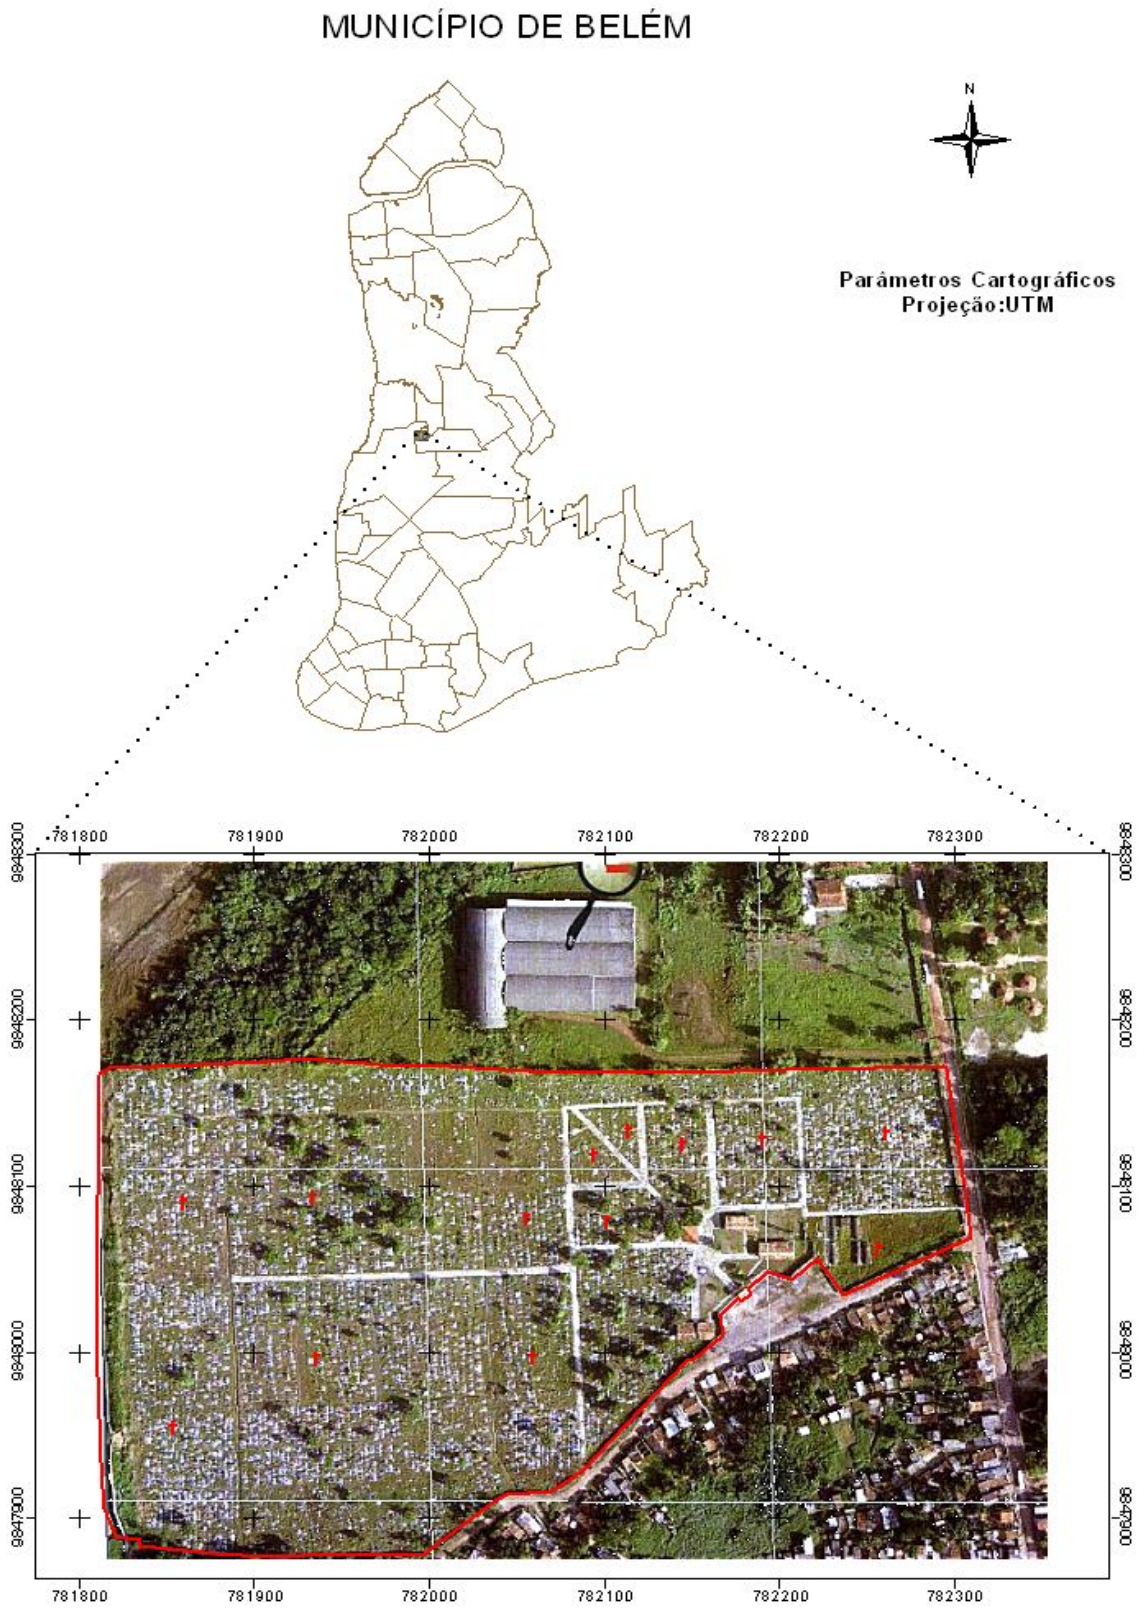 MUNICÍPIO DE BELÉM
N
Parâmetros Cartográficos
Projeção:UTM
781800 781900 782000 782100 782200 782300
9848300 9848300
9848200 9848200
9848100 9848100
9848000 9848000
9847900 9847900
781800 781900 782000 782100 782200 782300